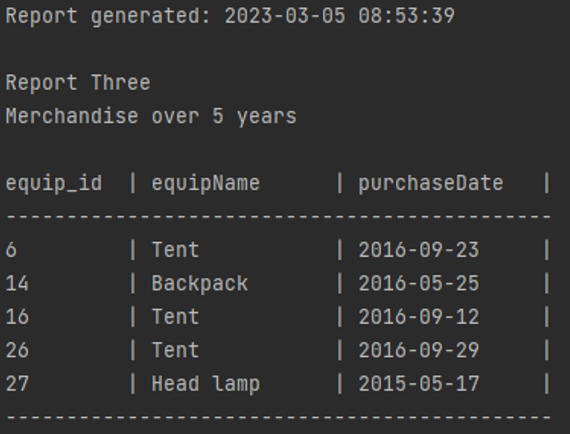 Report generated: 2023-03-05 08:53:39
Report Three
Merchandise over 5 years
equip_id | equipName | purchaseDate |
---------------------------------------------
6 | Tent | 2016-09-23 |
14 | Backpack | 2016-05-25 |
16 | Tent | 2016-09-12 |
26 | Tent | 2016-09-29 |
27 | Head lamp | 2015-05-17 |
---------------------------------------------